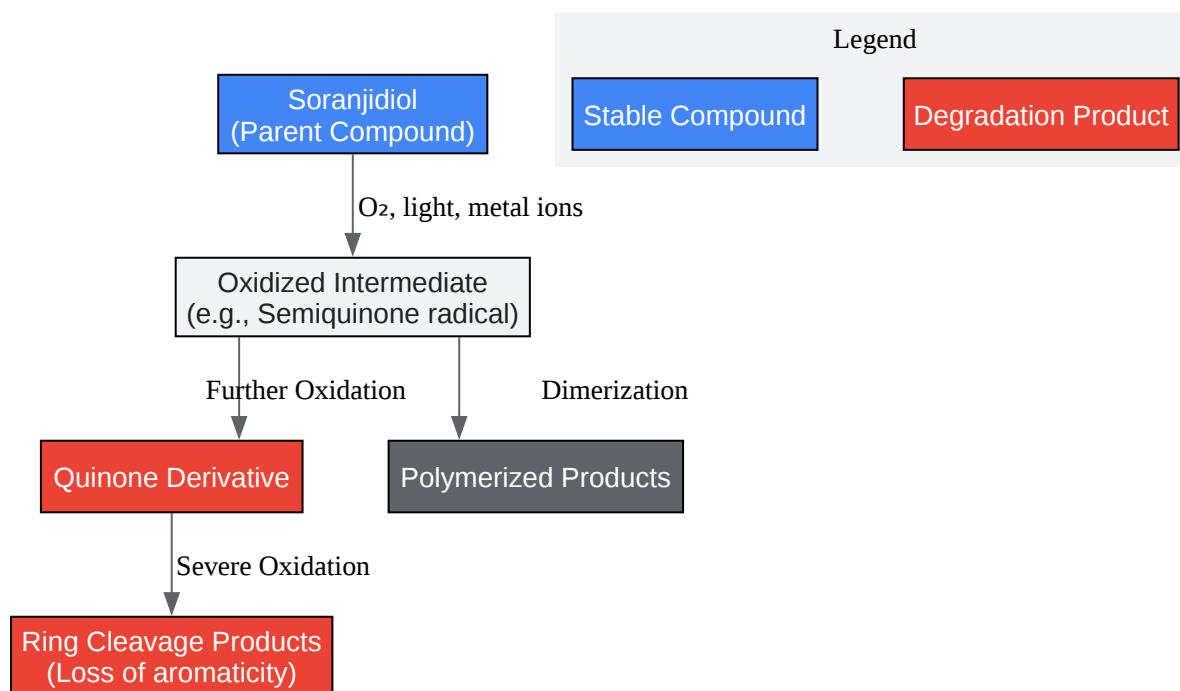 Legend
Soranjidiol
(Parent Compound)
Stable Compound
Degradation Product
O₂, light, metal ions
Oxidized Intermediate
(e.g., Semiquinone radical)
Further Oxidation
Dimerization
Quinone Derivative
Polymerized Products
Severe Oxidation
Ring Cleavage Products
(Loss of aromaticity)